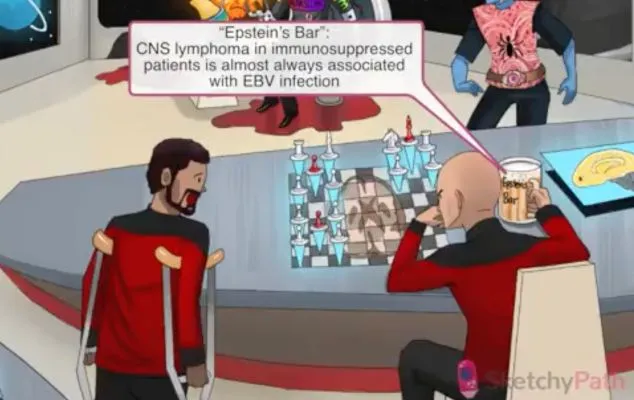 “Epstein’s Bar”:
CNS lymphoma in immunosuppressed
patients is almost always associated
with EBV infection
Epstein's
Bar
SketchyPath